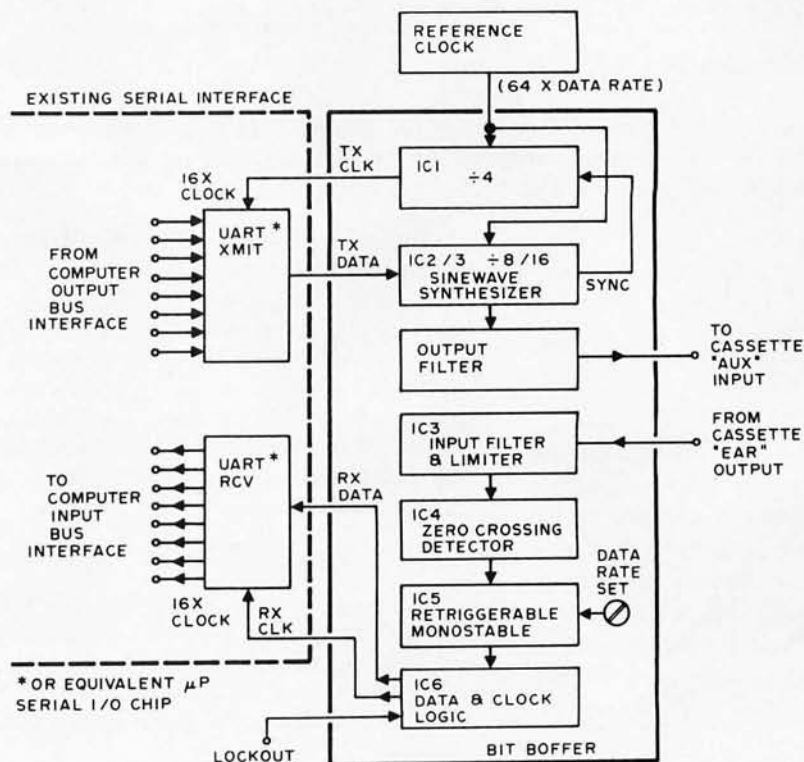 REFERENCE
CLOCK
(64 X DATA RATE)
EXISTING SERIAL INTERFACE
TX
CLK
IC1
÷4
16X
CLOCK
UART *
XMIT
TX
DATA
IC2/3 ÷8/16
SINEWAVE
SYNTHESIZER
SYNC
FROM
COMPUTER
OUTPUT
BUS
INTERFACE
OUTPUT
FILTER
TO
CASSETTE
"AUX"
INPUT
IC3
INPUT FILTER
& LIMITER
FROM
CASSETTE
"EAR"
OUTPUT
UART *
RCV
RX
DATA
TO
COMPUTER
INPUT
BUS
INTERFACE
IC4
ZERO CROSSING
DETECTOR
DATA
RATE
SET
16X
CLOCK
RX
CLK
IC5
RETRIGGERABLE
MONOSTABLE
*OR EQUIVALENT µP
SERIAL I/O CHIP
IC6
DATA & CLOCK
LOGIC
LOCKOUT
BIT BOFFER